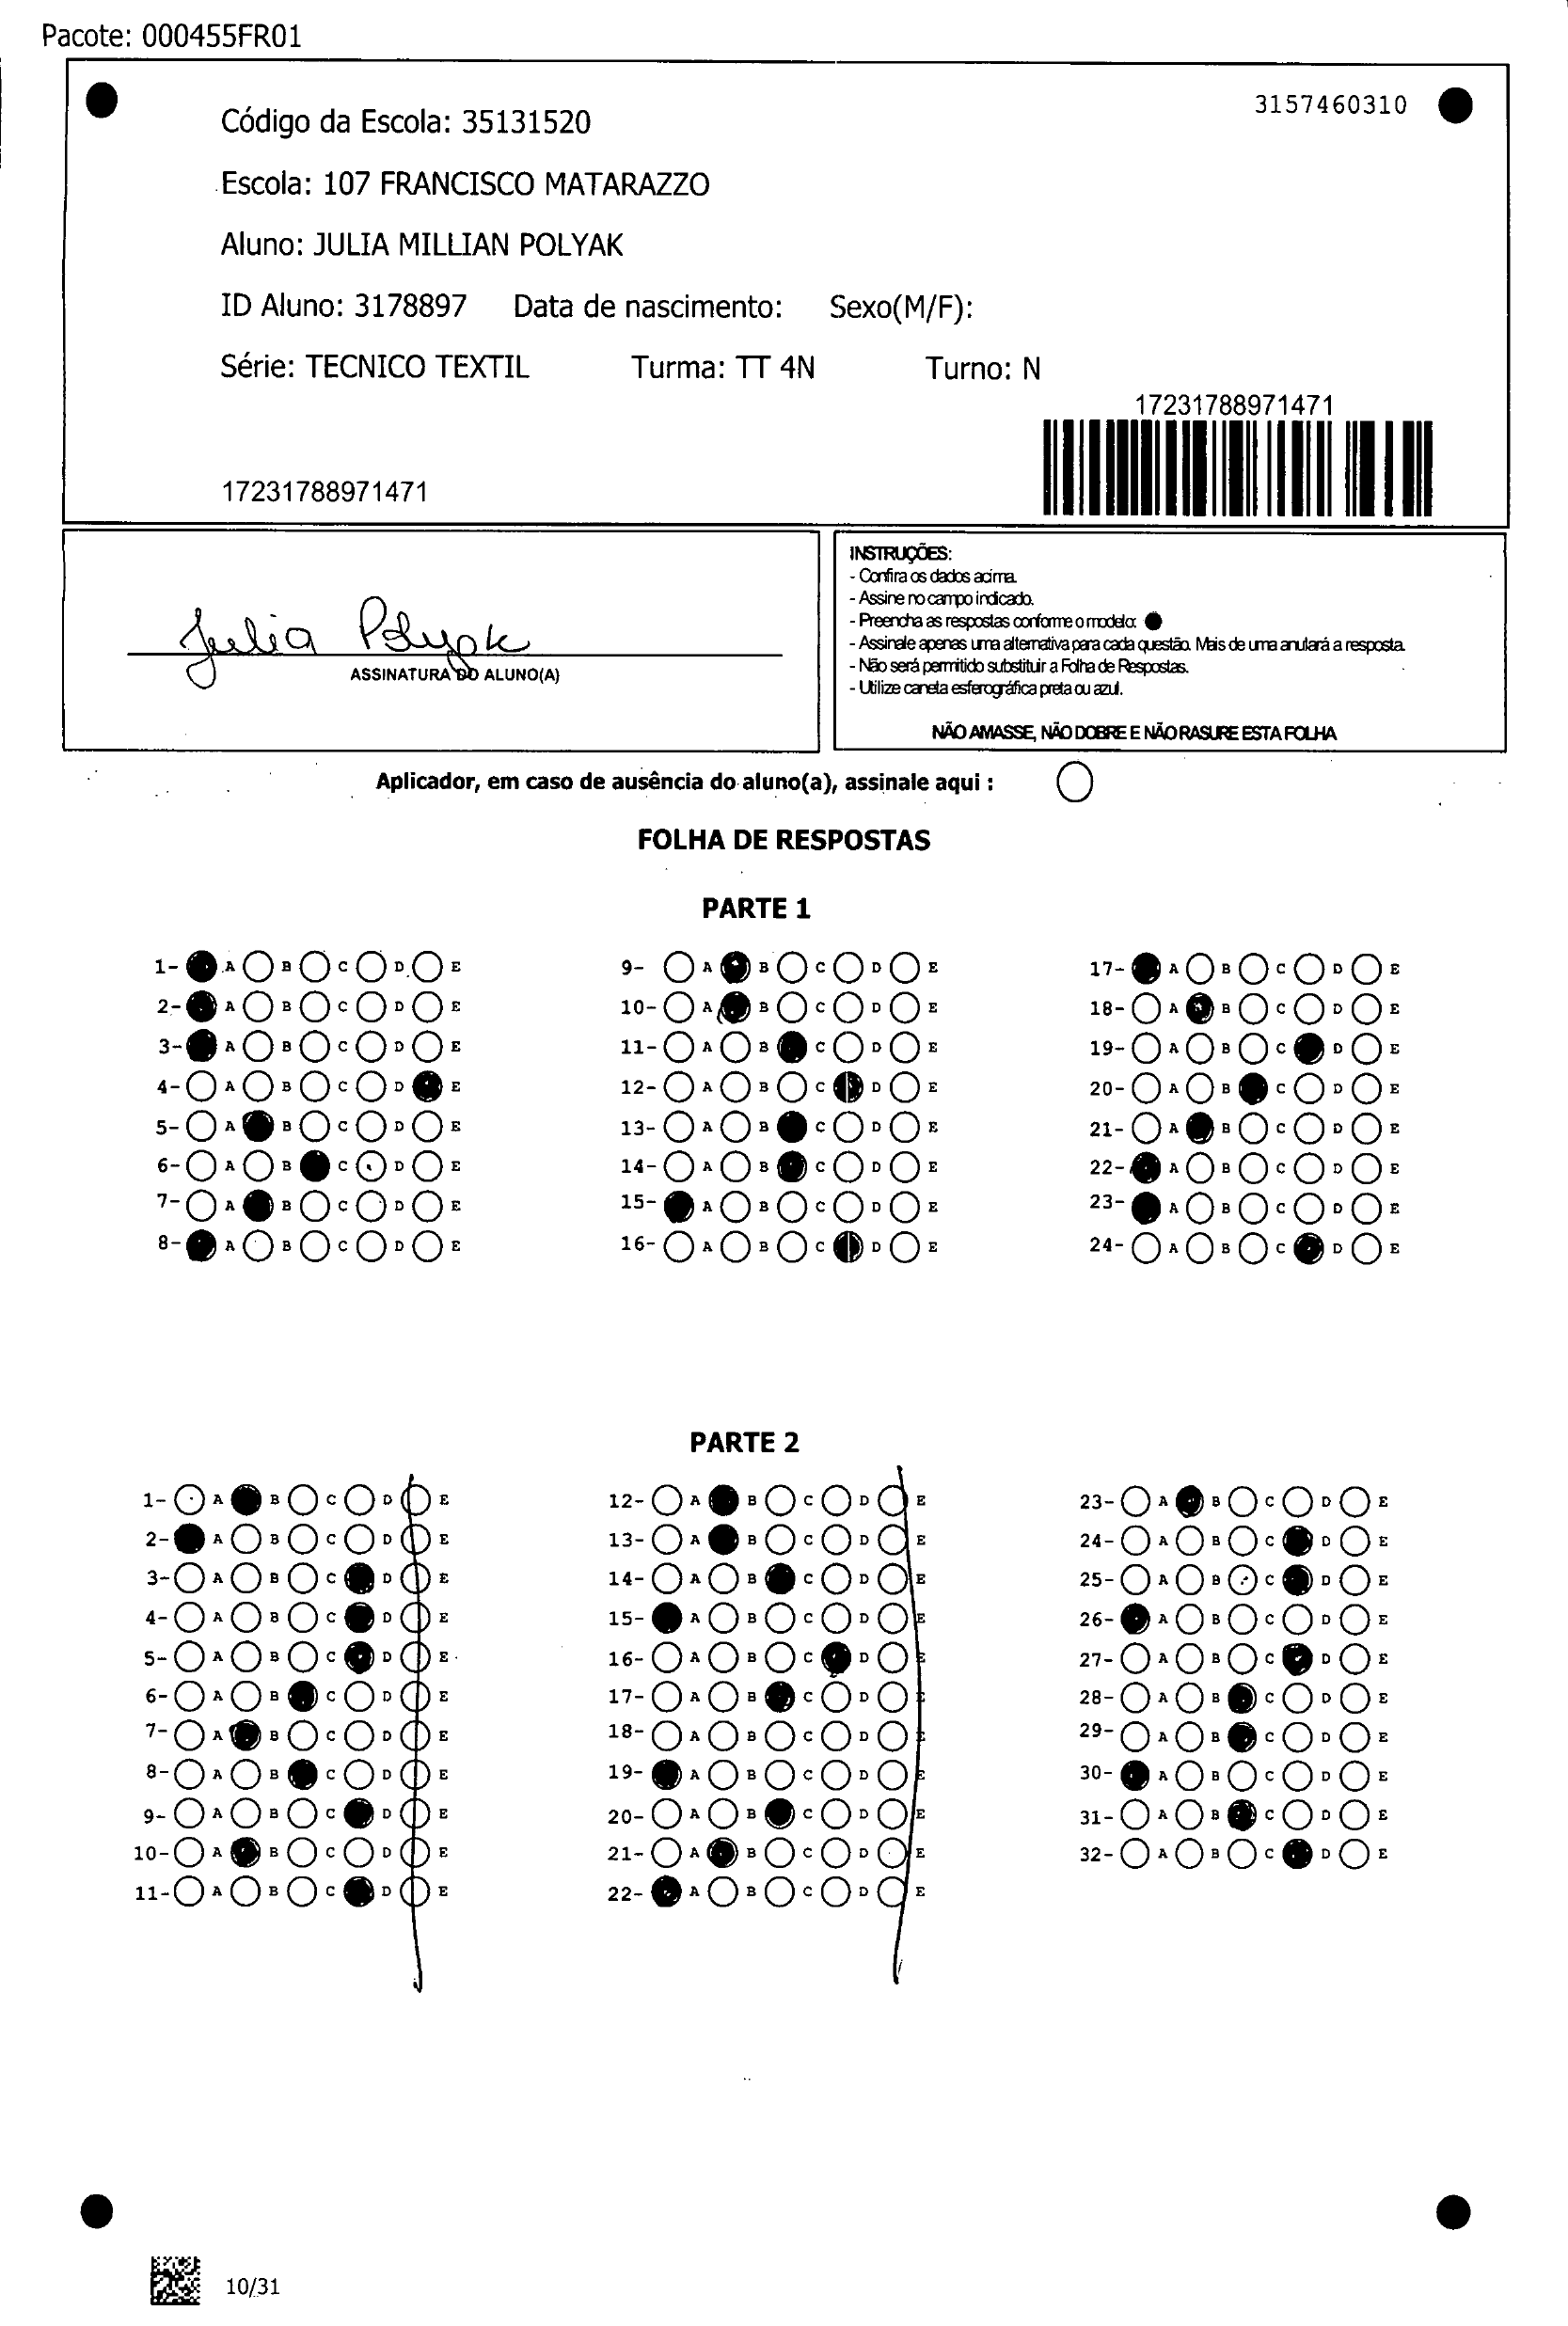 Pacote: 000455FR01
3157460310
Código da Escola: 35131520
Escola: 107 FRANCISCO MATARAZZO
Aluno: JULIA MILLIAN POLYAK
ID Aluno: 3178897 Data de nascimento: Sexo(M/F):
Série: TECNICO TEXTIL Turma: TT 4N Turno: N
17231788971471
17231788971471
Julia Polyak
ASSINATURA DO ALUNO(A)
INSTRUÇÕES:
- Confira os dados acima.
- Assine no campo indicado.
- Preencha as respostas conforme o modelo:
- Assinale apenas uma alternativa para cada questão. Mais de uma anulará a resposta.
- Não será permitido substituir a Folha de Respostas.
- Utilize caneta esferográfica preta ou azul.
NÃO AMASSE, NÃO DOBRE E NÃO RASURE ESTA FOLHA
Aplicador, em caso de ausência do aluno(a), assinale aqui :
FOLHA DE RESPOSTAS
PARTE 1
1- A B C D E 9- A B C D E 17- A B C D E
2- A B C D E 10- A B C D E 18- A B C D E
3- A B C D E 11- A B C D E 19- A B C D E
4- A B C D E 12- A B C D E 20- A B C D E
5- A B C D E 13- A B C D E 21- A B C D E
6- A B C D E 14- A B C D E 22- A B C D E
7- A B C D E 15- A B C D E 23- A B C D E
8- A B C D E 16- A B C D E 24- A B C D E
PARTE 2
1- A B C D E 12- A B C D E 23- A B C D E
2- A B C D E 13- A B C D E 24- A B C D E
3- A B C D E 14- A B C D E 25- A B C D E
4- A B C D E 15- A B C D E 26- A B C D E
5- A B C D E 16- A B C D E 27- A B C D E
6- A B C D E 17- A B C D E 28- A B C D E
7- A B C D E 18- A B C D E 29- A B C D E
8- A B C D E 19- A B C D E 30- A B C D E
9- A B C D E 20- A B C D E 31- A B C D E
10- A B C D E 21- A B C D E 32- A B C D E
11- A B C D E 22- A B C D E
10/31